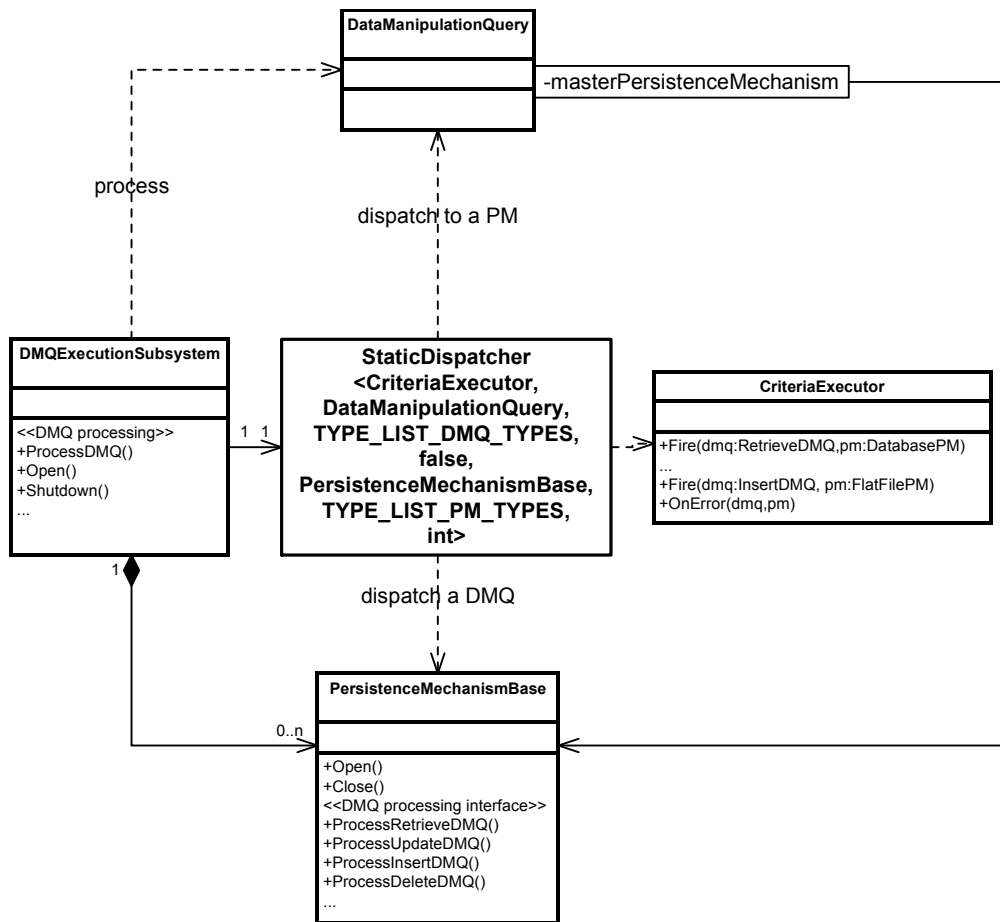 DataManipulationQuery
-masterPersistenceMechanism
process
dispatch to a PM
DMQExecutionSubsystem
<<DMQ processing>>
+ProcessDMQ()
+Open()
+Shutdown()
...
1 1
StaticDispatcher
<CriteriaExecutor,
DataManipulationQuery,
TYPE_LIST_DMQ_TYPES,
false,
PersistenceMechanismBase,
TYPE_LIST_PM_TYPES,
int>
CriteriaExecutor
+Fire(dmq:RetrieveDMQ,pm:DatabasePM)
...
+Fire(dmq:InsertDMQ, pm:FlatFilePM)
+OnError(dmq,pm)
1
dispatch a DMQ
0..n
PersistenceMechanismBase
+Open()
+Close()
<<DMQ processing interface>>
+ProcessRetrieveDMQ()
+ProcessUpdateDMQ()
+ProcessInsertDMQ()
+ProcessDeleteDMQ()
...